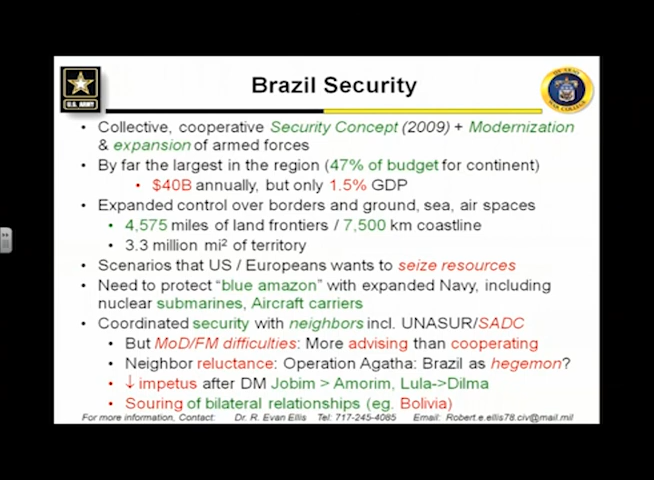 Brazil Security
U.S. ARMY
• Collective, cooperative Security Concept (2009) + Modernization
& expansion of armed forces
• By far the largest in the region (47% of budget for continent)
• $40B annually, but only 1.5% GDP
• Expanded control over borders and ground, sea, air spaces
• 4,575 miles of land frontiers / 7,500 km coastline
• 3.3 million mi² of territory
• Scenarios that US / Europeans wants to seize resources
• Need to protect “blue amazon” with expanded Navy, including
nuclear submarines, Aircraft carriers
• Coordinated security with neighbors incl. UNASUR/SADC
• But MoD/FM difficulties: More advising than cooperating
• Neighbor reluctance: Operation Agatha: Brazil as hegemon?
• ↓ impetus after DM Jobim > Amorim, Lula->Dilma
• Souring of bilateral relationships (eg. Bolivia)
For more information, Contact: Dr. R. Evan Ellis Tel: 717-245-4085 Email: Robert.e.ellis78.civ@mail.mil